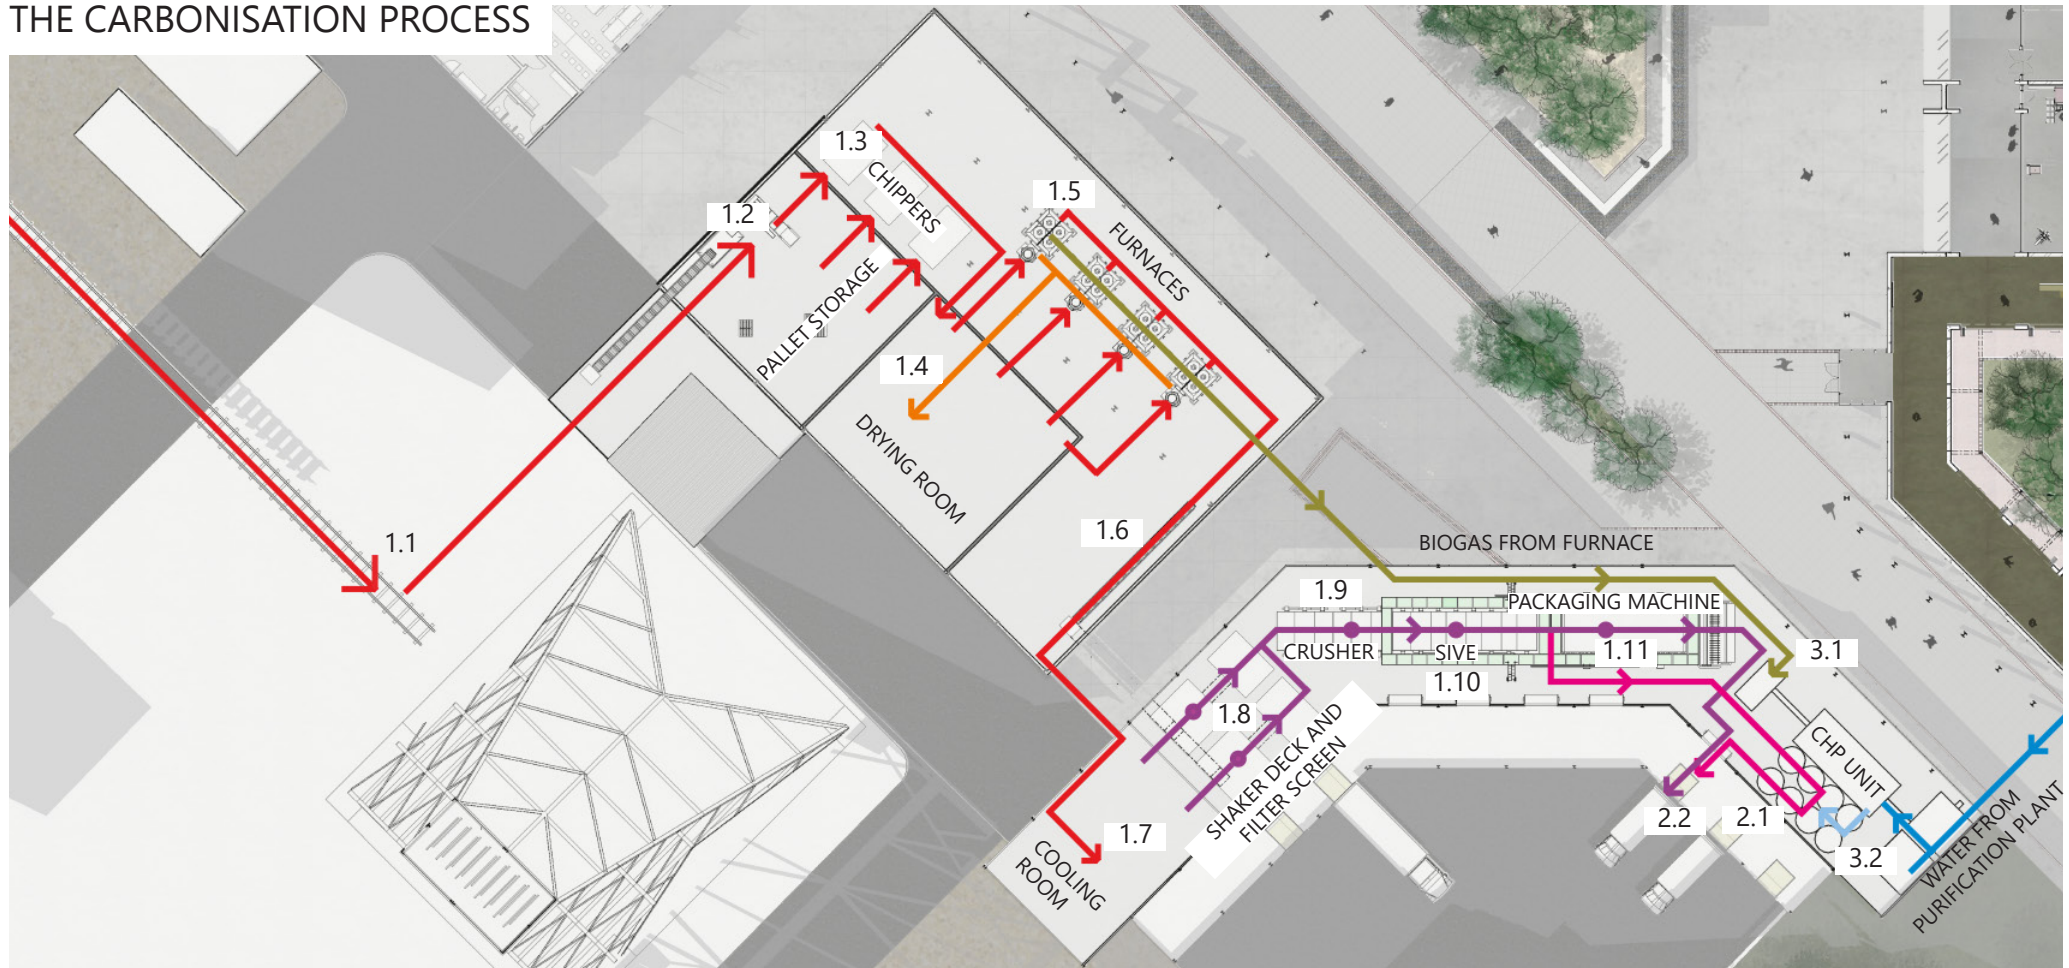 THE CARBONISATION PROCESS
1.1
1.2
1.3
CHIPPERS
PALLET STORAGE
1.4
DRYING ROOM
1.5
FURNACES
1.6
1.7
COOLING
ROOM
1.8
SHAKER DECK AND
FILTER SCREEN
BIOGAS FROM FURNACE
1.9
CRUSHER
SIVE
1.10
PACKAGING MACHINE
1.11
3.1
CHP UNIT
2.2
2.1
3.2
WATER FROM
PURIFICATION PLANT